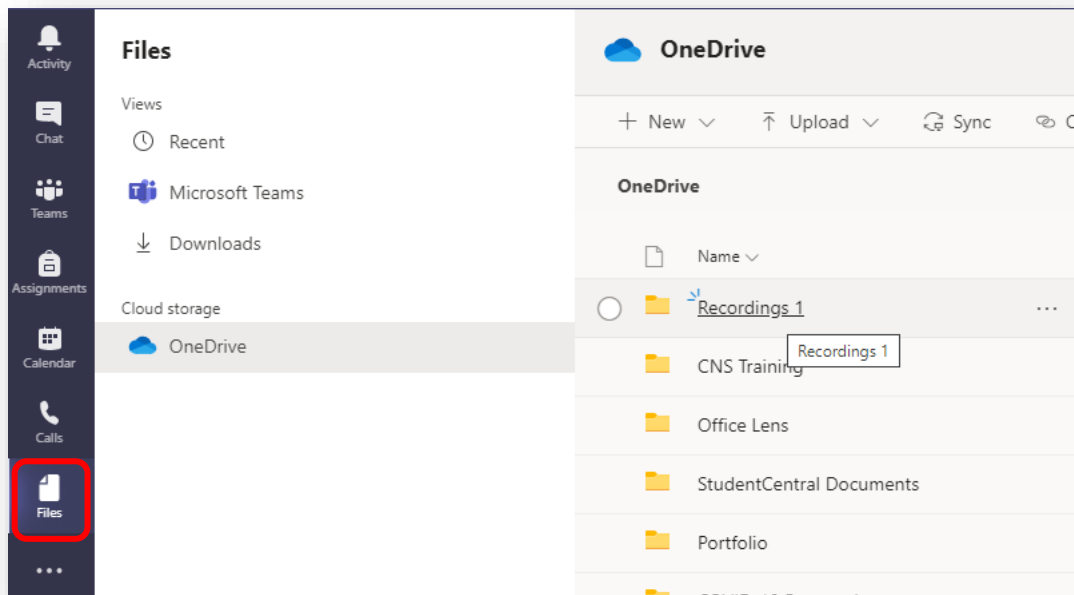 Activity
Chat
Teams
Assignments
Calendar
Calls
Files
Files
Views
Recent
Microsoft Teams
Downloads
Cloud storage
OneDrive
OneDrive
New
Upload
Sync
OneDrive
Name
Recordings 1
Recordings 1
CNS Training
Office Lens
StudentCentral Documents
Portfolio